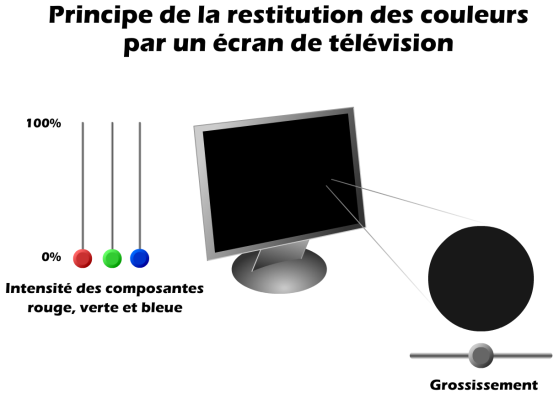 Principe de la restitution des couleurs
par un écran de télévision
100%
0%
Intensité des composantes
rouge, verte et bleue
Grossissement